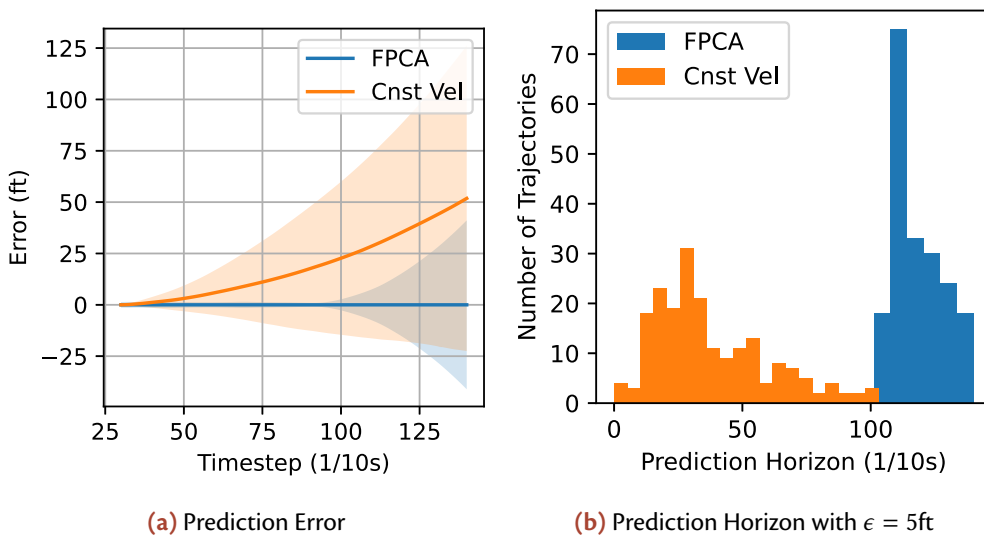 FPCA
Cnst Vel
125
100
75
50
25
0
−25
Error (ft)
25
50
75
100
125
Timestep (1/10s)
(a) Prediction Error
FPCA
Cnst Vel
70
60
50
40
30
20
10
0
Number of Trajectories
0
50
100
Prediction Horizon (1/10s)
(b) Prediction Horizon with ϵ = 5ft